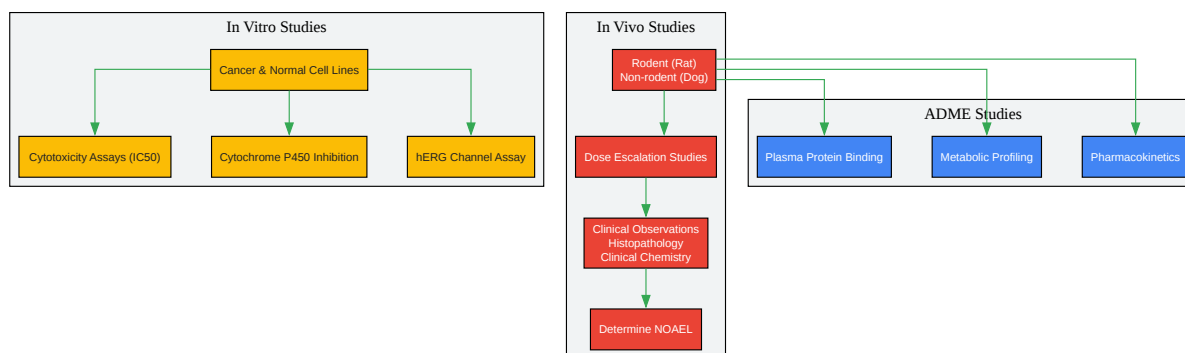 In Vitro Studies
Cancer & Normal Cell Lines
Cytotoxicity Assays (IC50)
Cytochrome P450 Inhibition
hERG Channel Assay
In Vivo Studies
Rodent (Rat)
Non-rodent (Dog)
Dose Escalation Studies
Clinical Observations
Histopathology
Clinical Chemistry
Determine NOAEL
ADME Studies
Plasma Protein Binding
Metabolic Profiling
Pharmacokinetics